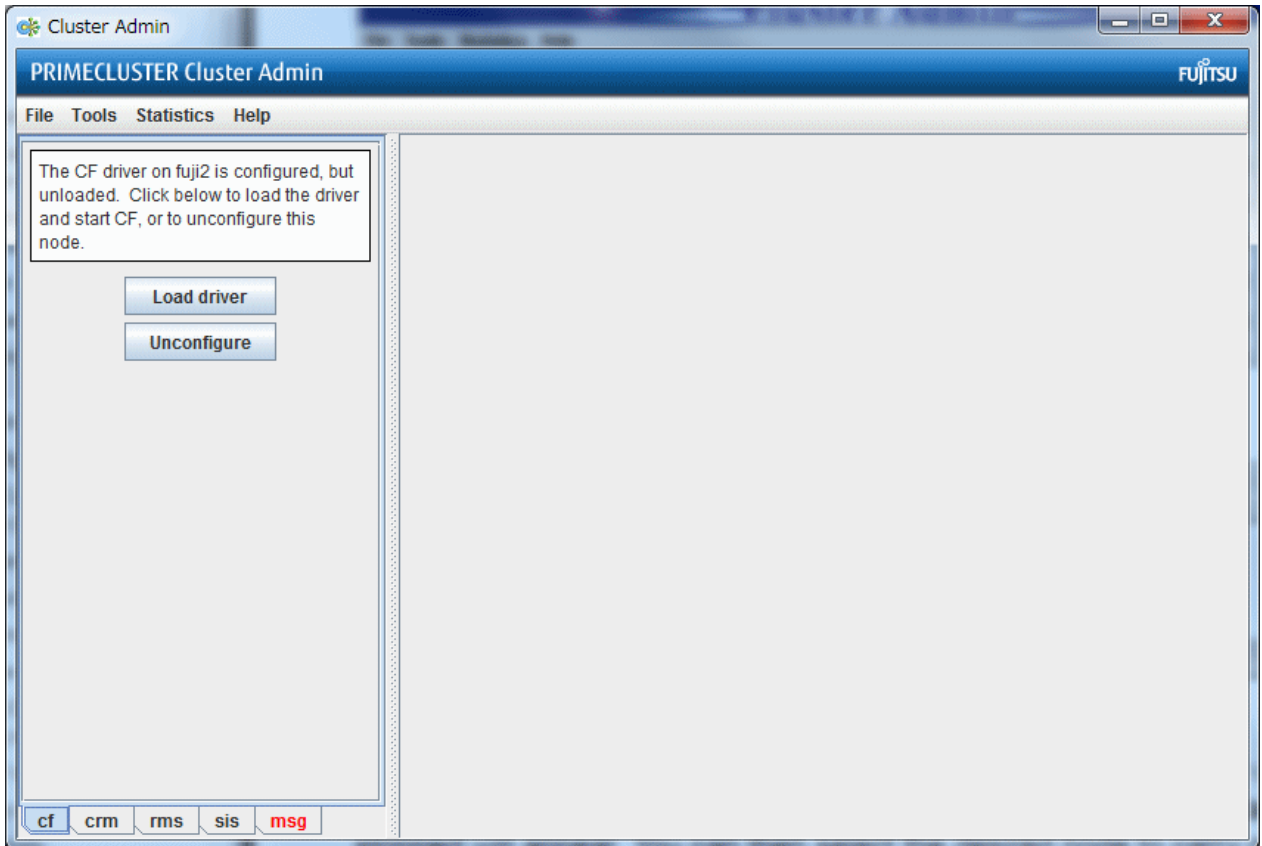 Cluster Admin
PRIMECLUSTER Cluster Admin
FUJITSU
File Tools Statistics Help
The CF driver on fuji2 is configured, but
unloaded. Click below to load the driver
and start CF, or to unconfigure this
node.
Load driver
Unconfigure
cf crm rms sis msg